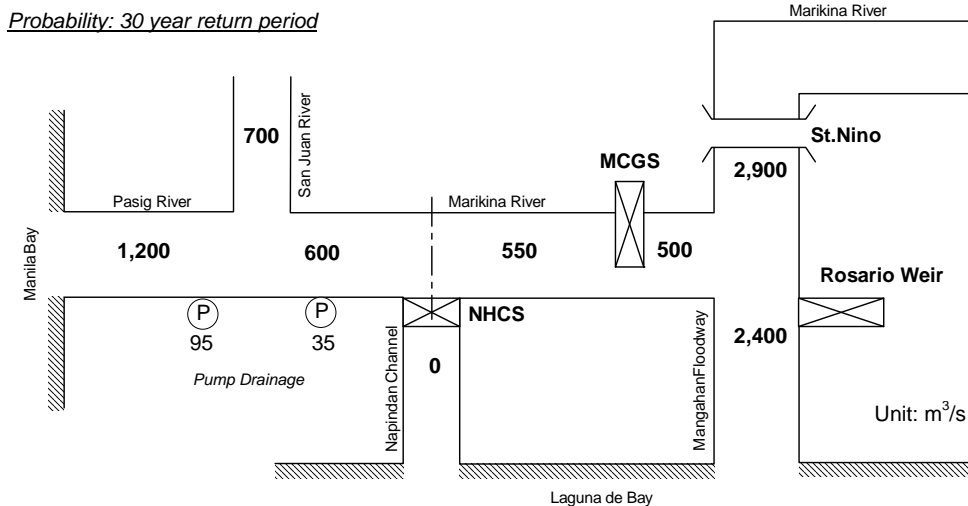 Probability: 30 year return period
Marikina River
700
San Juan River
St.Nino
MCGS
2,900
Pasig River
Marikina River
Manila Bay
1,200
600
550
500
Rosario Weir
P
P
NHCS
95
35
2,400
Pump Drainage
Napindan Channel
0
Mangahan Floodway
Unit: m³/s
Laguna de Bay